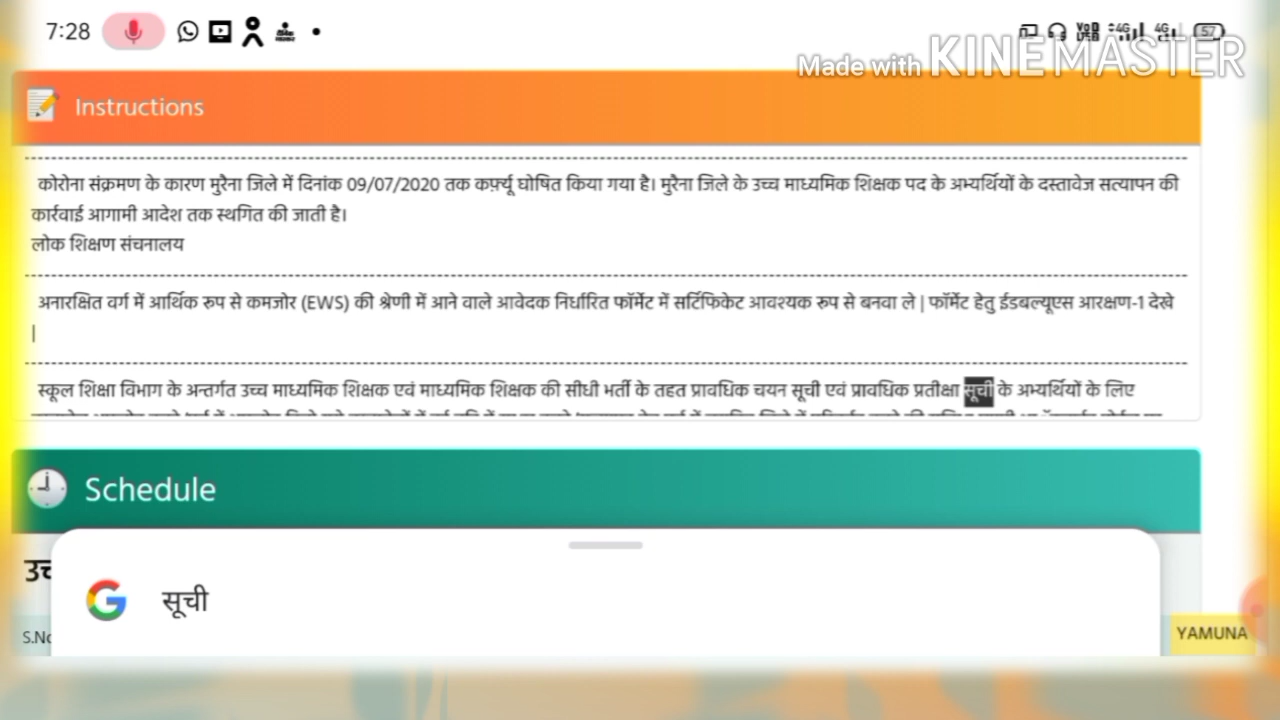 7:28
57
Made with KINEMASTER
Instructions
कोरोना संक्रमण के कारण मुरैना जिले में दिनांक 09/07/2020 तक कर्फ़्यू घोषित किया गया है। मुरैना जिले के उच्च माध्यमिक शिक्षक पद के अभ्यर्थियों के दस्तावेज सत्यापन की
कार्रवाई आगामी आदेश तक स्थगित की जाती है।
लोक शिक्षण संचनालय
अनारक्षित वर्ग में आर्थिक रूप से कमजोर (EWS) की श्रेणी में आने वाले आवेदक निर्धारित फॉर्मेट में सर्टिफिकेट आवश्यक रूप से बनवा ले | फॉर्मेट हेतु ईडबल्यूएस आरक्षण-1 देखे
|
स्कूल शिक्षा विभाग के अन्तर्गत उच्च माध्यमिक शिक्षक एवं माध्यमिक शिक्षक की सीधी भर्ती के तहत प्रावधिक चयन सूची एवं प्रावधिक प्रतीक्षा सूची के अभ्यर्थियों के लिए
Schedule
सूची
YAMUNA